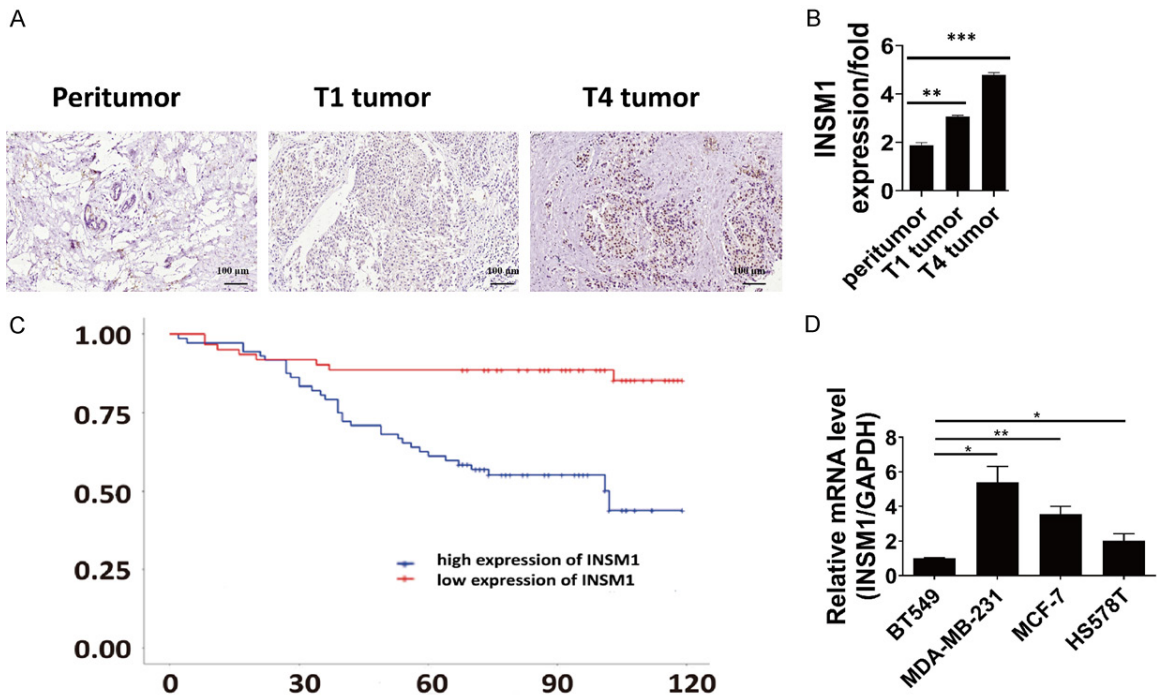 A
Peritumor
T1 tumor
T4 tumor
100 μm
100 μm
100 μm
B
INSM1
expression/fold
6
4
2
0
**
***
peritumor
T1 tumor
T4 tumor
C
1.00
0.75
0.50
0.25
0.00
high expression of INSM1
low expression of INSM1
0
30
60
90
120
D
Relative mRNA level
(INSM1/GAPDH)
8
6
4
2
0
*
**
*
BT549
MDA-MB-231
MCF-7
HS578T